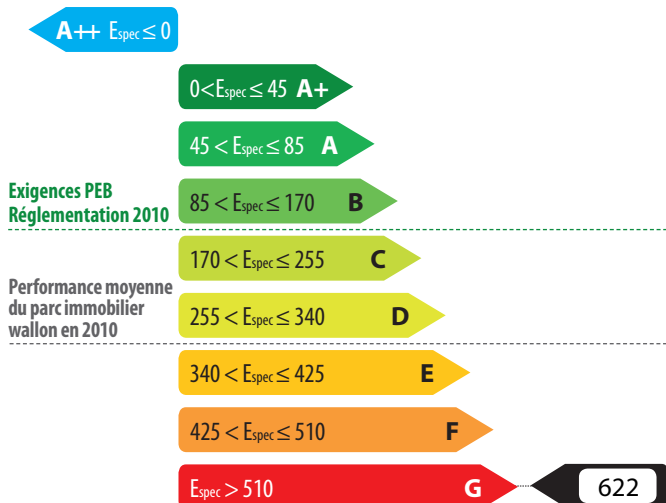 A++ Espec ≤ 0
0 < Espec ≤ 45 A+
45 < Espec ≤ 85 A
Exigences PEB
Réglementation 2010
85 < Espec ≤ 170 B
170 < Espec ≤ 255 C
Performance moyenne
du parc immobilier
wallon en 2010
255 < Espec ≤ 340 D
340 < Espec ≤ 425 E
425 < Espec ≤ 510 F
Espec > 510 G
622